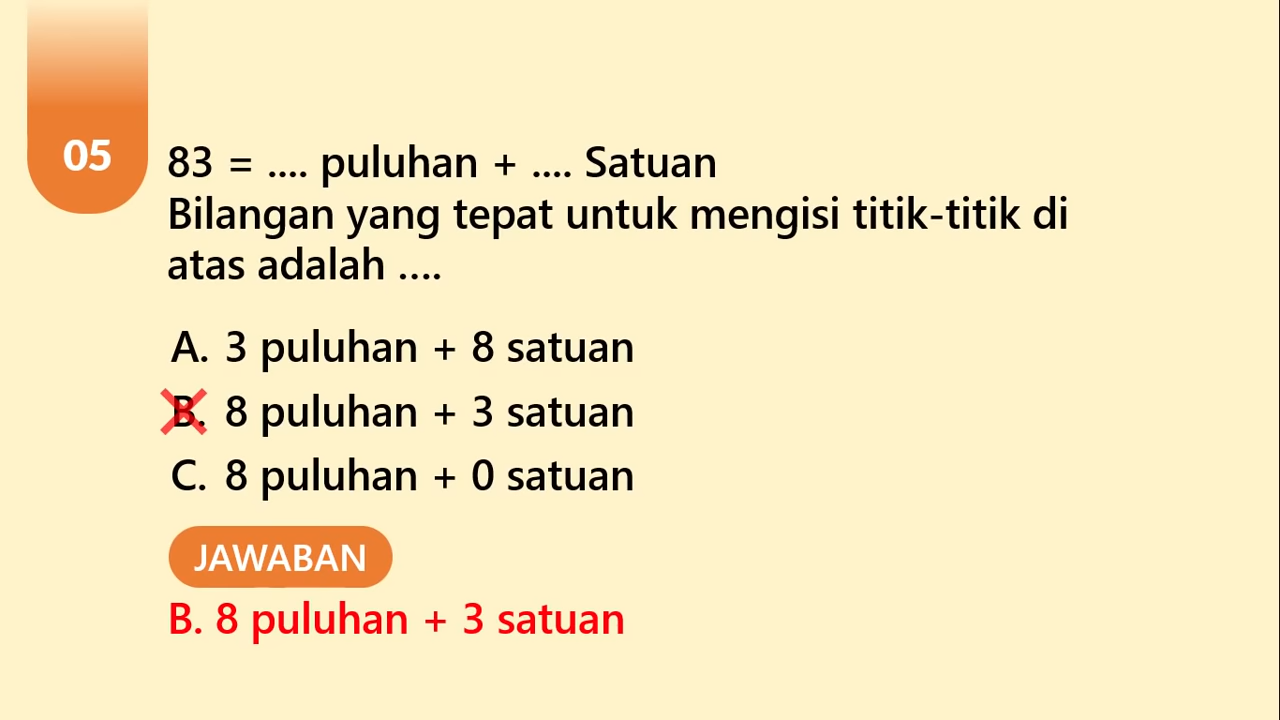 05
83 = .... puluhan + .... Satuan
Bilangan yang tepat untuk mengisi titik-titik di
atas adalah ....
A. 3 puluhan + 8 satuan
B. 8 puluhan + 3 satuan
C. 8 puluhan + 0 satuan
JAWABAN
B. 8 puluhan + 3 satuan